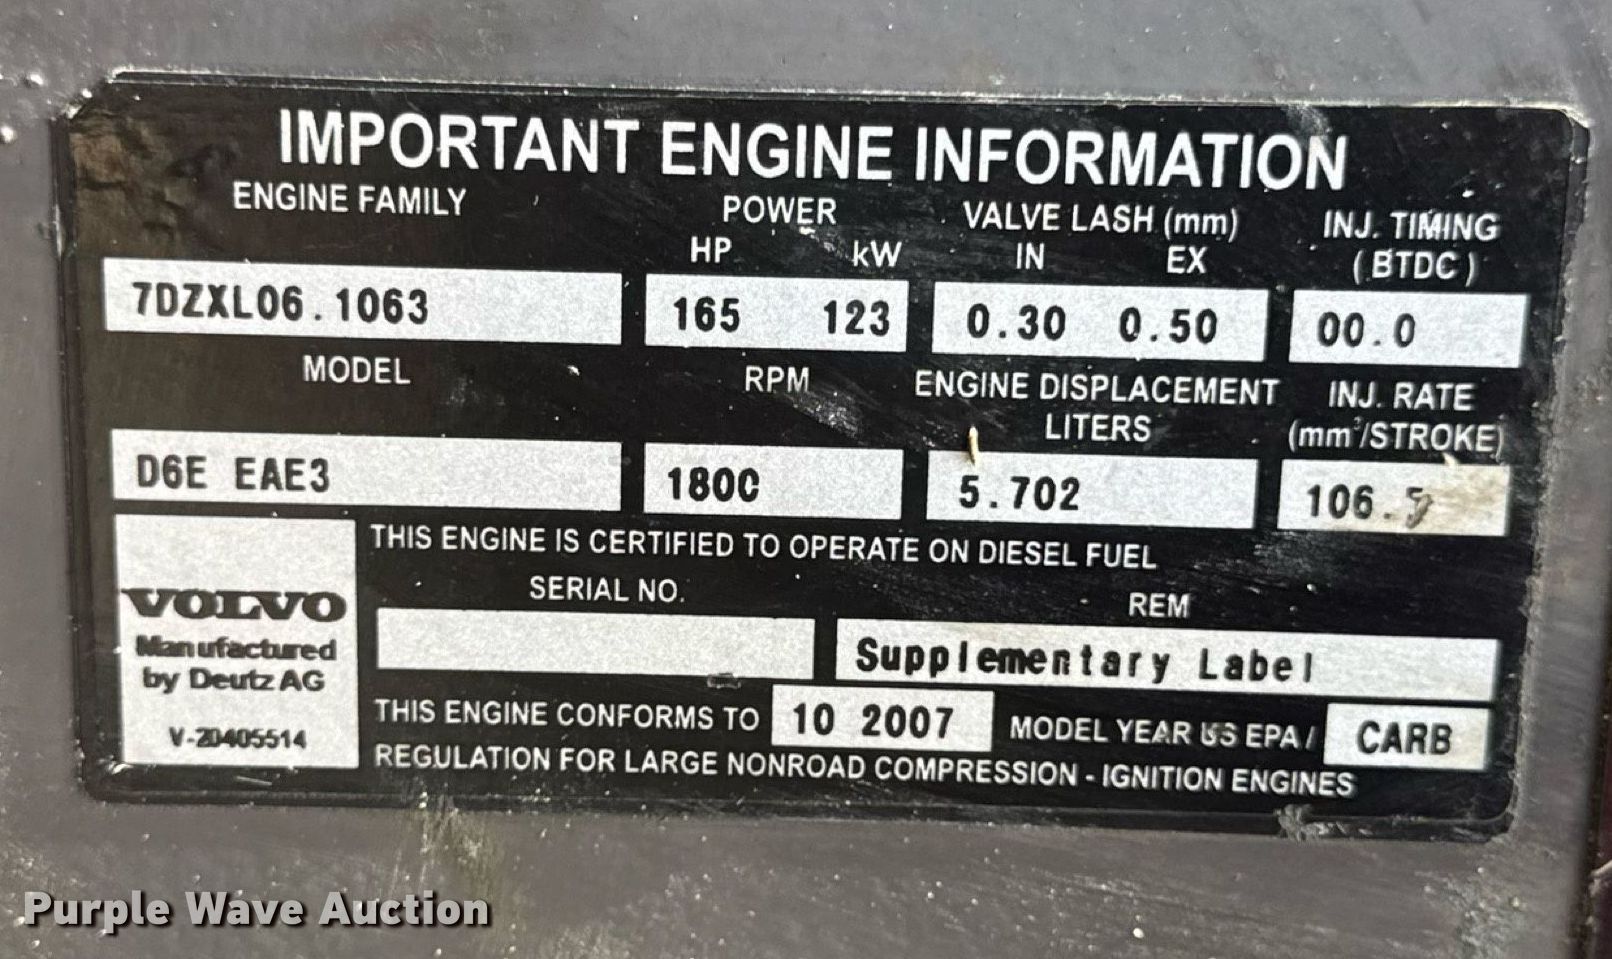 IMPORTANT ENGINE INFORMATION
ENGINE FAMILY POWER VALVE LASH (mm) INJ. TIMING
HP kW IN EX (BTDC)
7DZXL06.1063 165 123 0.30 0.50 00.0
MODEL RPM ENGINE DISPLACEMENT INJ. RATE
LITERS (mm³/STROKE)
D6E EAE3 1800 5.702 106.
THIS ENGINE IS CERTIFIED TO OPERATE ON DIESEL FUEL
SERIAL NO. REM
Supplementary Label
VOLVO
Manufactured
by Deutz AG
V-20405514
THIS ENGINE CONFORMS TO 10 2007 MODEL YEAR US EPA/ CARB
REGULATION FOR LARGE NONROAD COMPRESSION - IGNITION ENGINES
Purple Wave Auction